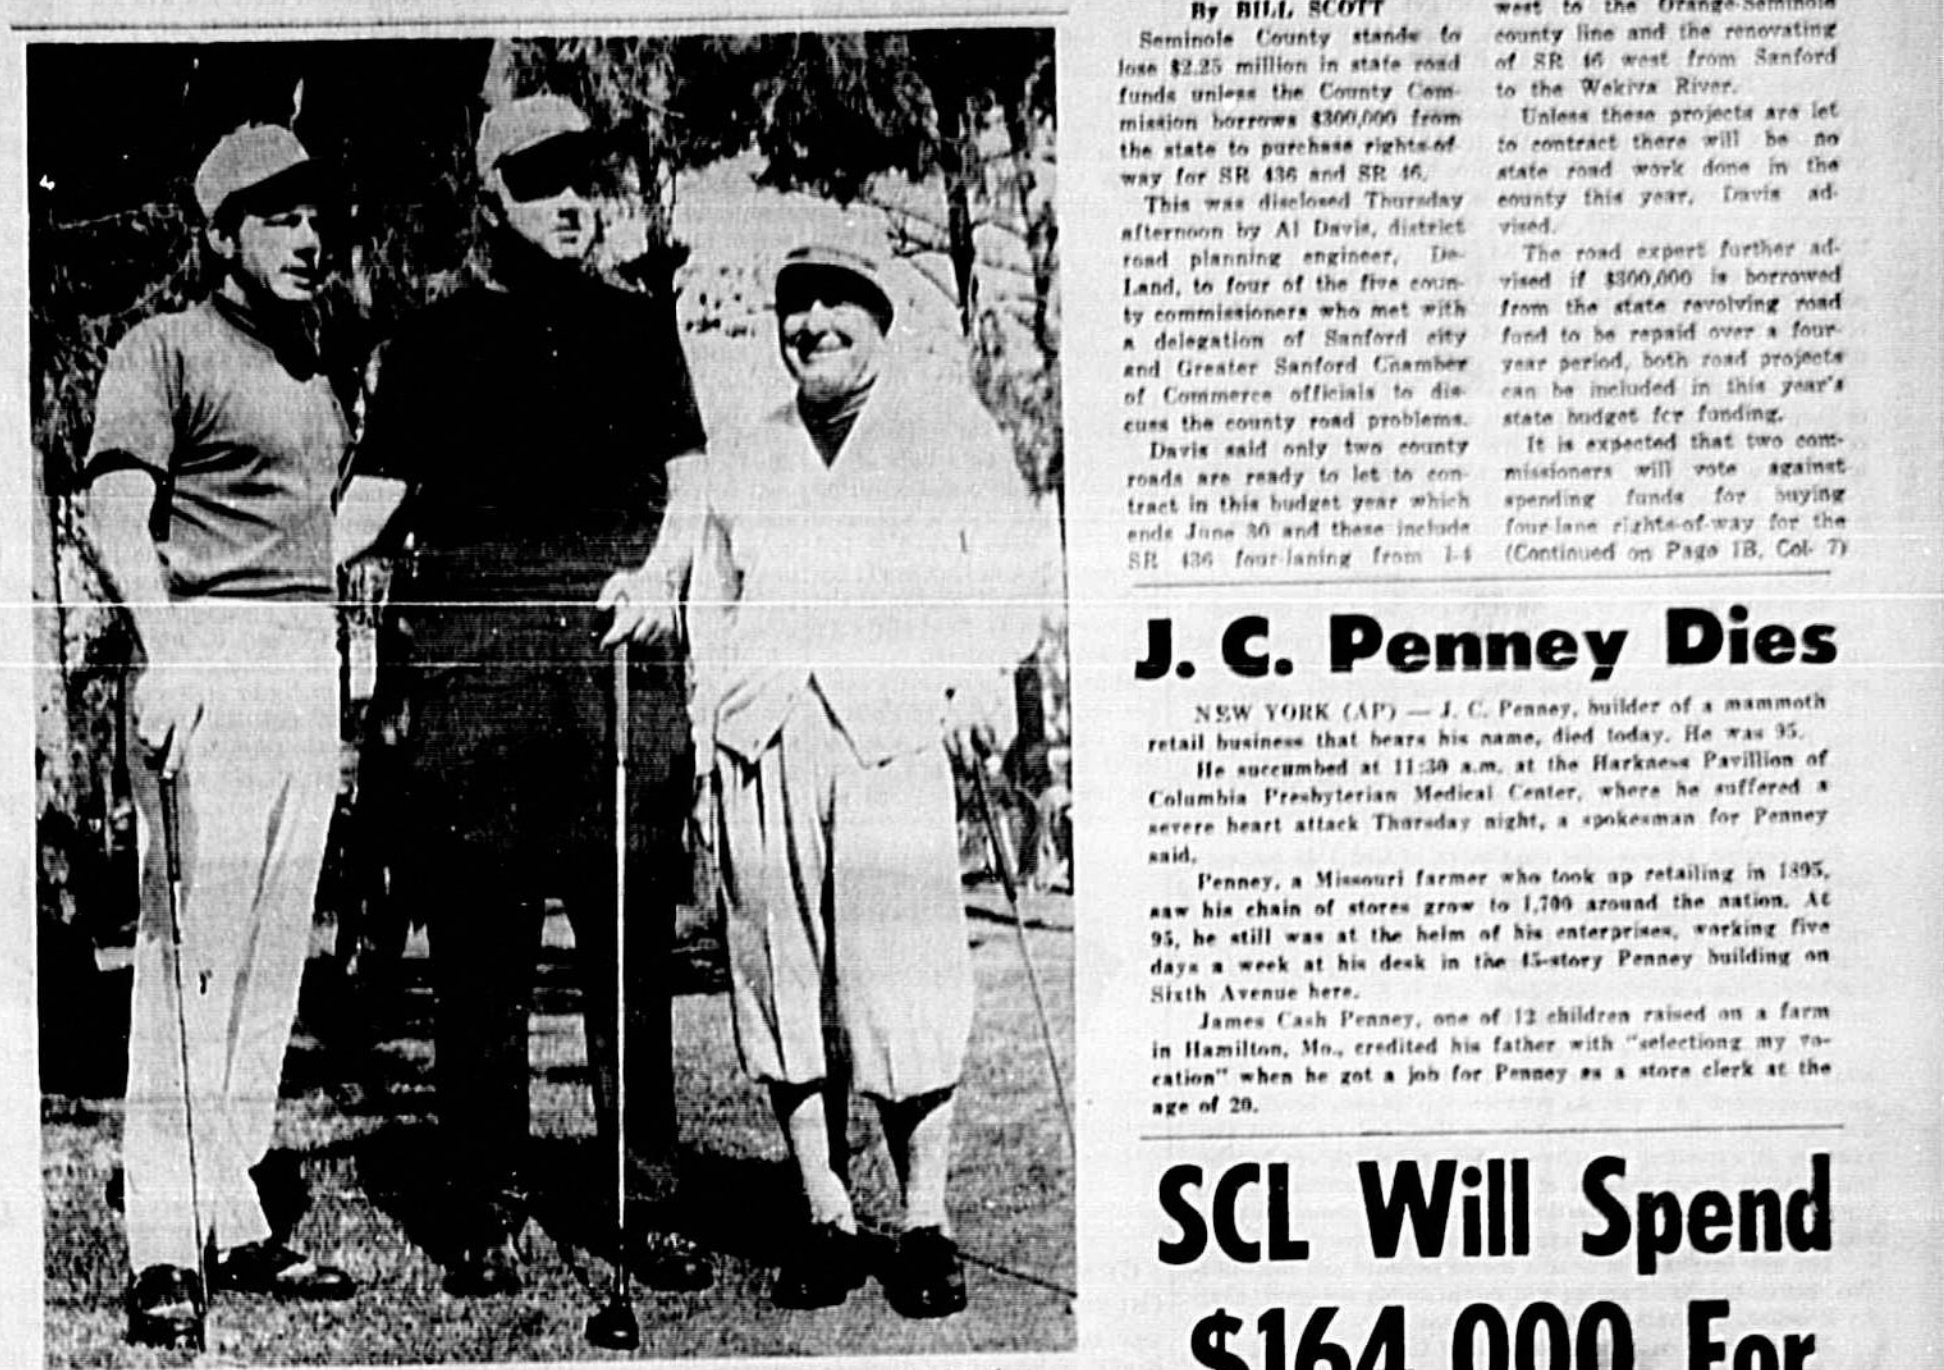 By BILL SCOTT
Seminole County stands to
lose $2.25 million in state road
funds unless the County Com-
mission borrows $300,000 from
the state to purchase rights-of-
way for SR 436 and SR 46.
This was disclosed Thursday
afternoon by Al Davis, district
road planning engineer, De-
Land, to four of the five coun-
ty commissioners who met with
a delegation of Sanford city
and Greater Sanford Chamber
of Commerce officials to dis-
cuss the county road problems.
Davis said only two county
roads are ready to let to con-
tract in this budget year which
ends June 30 and these include
SR 436 four-laning from I-4
west to the Orange-Seminole
county line and the renovating
of SR 46 west from Sanford
to the Wekiva River.
Unless these projects are let
to contract there will be no
state road work done in the
county this year, Davis ad-
vised.
The road expert further ad-
vised if $300,000 is borrowed
from the state revolving road
fund to be repaid over a four-
year period, both road projects
can be included in this year's
state budget for funding.
It is expected that two com-
missioners will vote against
spending funds for buying
four-lane rights-of-way for the
(Continued on Page 1B, Col. 7)
J. C. Penney Dies
NEW YORK (AP) — J. C. Penney, builder of a mammoth
retail business that bears his name, died today. He was 95.
He succumbed at 11:30 a.m. at the Harkness Pavillion of
Columbia Presbyterian Medical Center, where he suffered a
severe heart attack Thursday night, a spokesman for Penney
said.
Penney, a Missouri farmer who took up retailing in 1895,
saw his chain of stores grow to 1,700 around the nation. At
95, he still was at the helm of his enterprises, working five
days a week at his desk in the 45-story Penney building on
Sixth Avenue here.
James Cash Penney, one of 12 children raised on a farm
in Hamilton, Mo., credited his father with "selectiong my vo-
cation" when he got a job for Penney as a store clerk at the
age of 20.
SCL Will Spend
$164,000 For